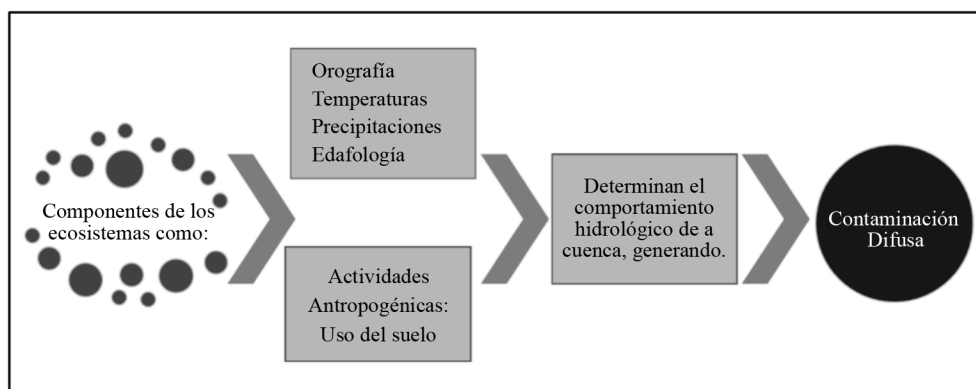 Componentes de los
ecosistemas como:
Orografía
Temperaturas
Precipitaciones
Edafología
Actividades
Antropogénicas:
Uso del suelo
Determinan el
comportamiento
hidrológico de a
cuenca, generando.
Contaminación
Difusa